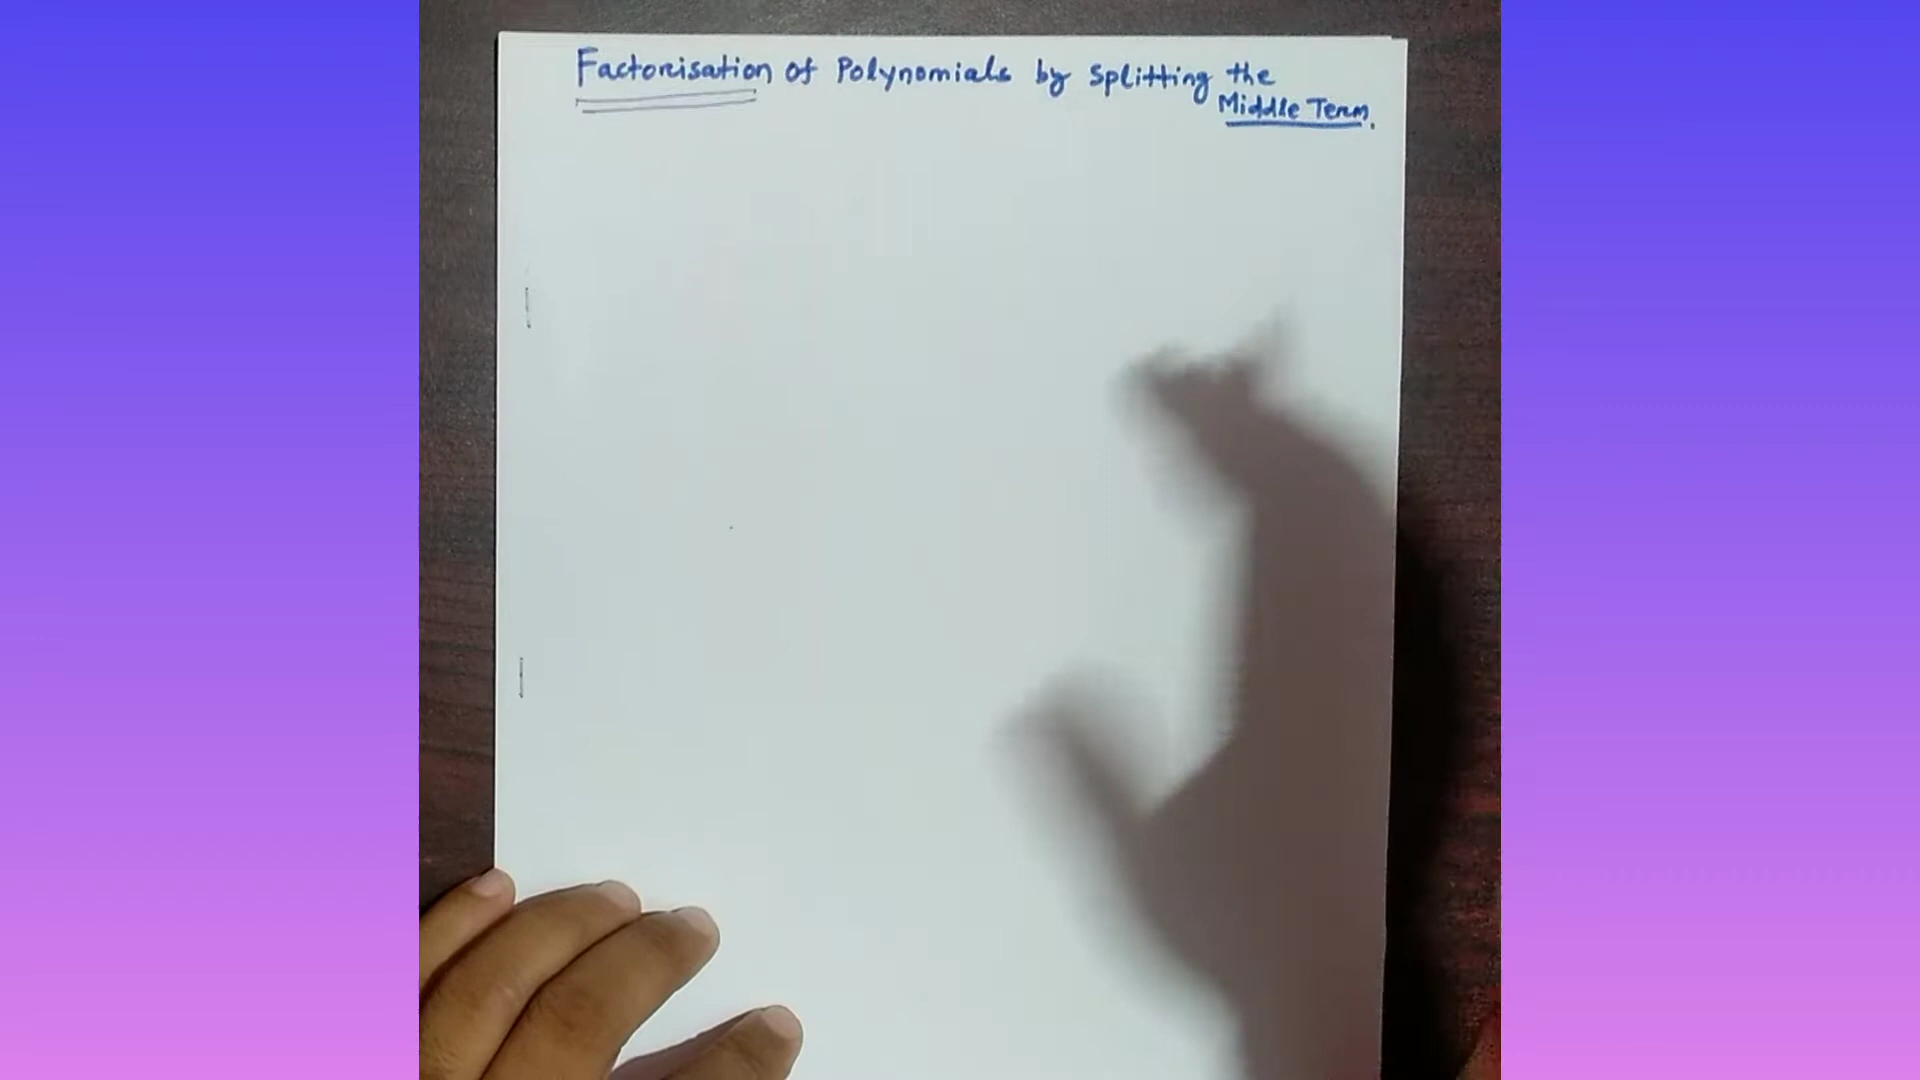 Factorisation of Polynomials by splitting the
Middle Term.